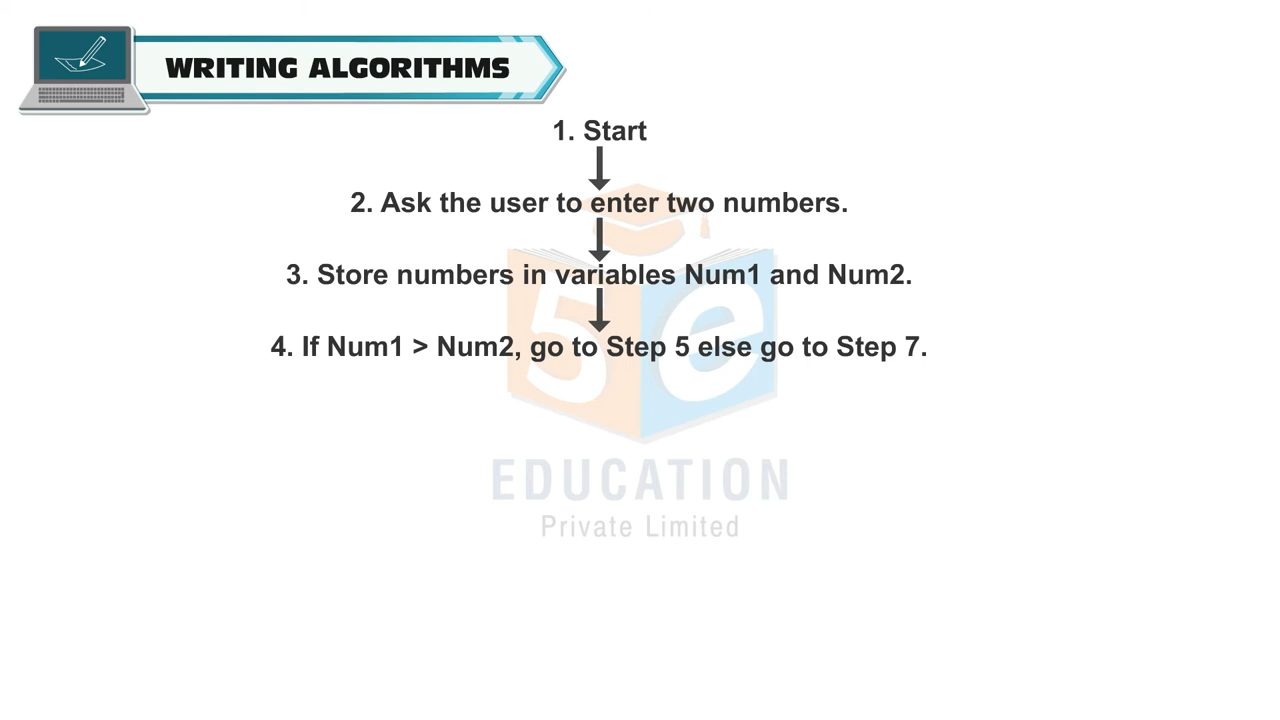 WRITING ALGORITHMS
1. Start
2. Ask the user to enter two numbers.
3. Store numbers in variables Num1 and Num2.
4. If Num1 > Num2, go to Step 5 else go to Step 7.
5e
EDUCATION
Private Limited